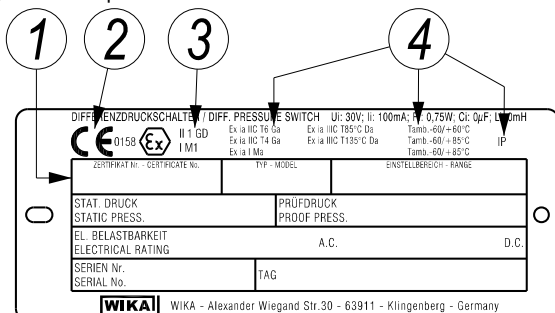 1 2 3 4
DIFFERENZDRUCKSCHALTER / DIFF. PRESSURE SWITCH Ui: 30V; Ii: 100mA; Pi: 0,75W; Ci: 0µF; L 0mH
CE 0158 Ex II 1 GD Ex ia IIC T6 Ga Ex ia IIIC T85°C Da Tamb.-60/+60°C IP
I M1 Ex ia IIC T4 Ga Ex ia IIIC T135°C Da Tamb.-60/+85°C
Ex ia I Ma Tamb.-60/+85°C
ZERTIFIKAT Nr. - CERTIFICATE No. TYP - MODEL EINSTELLBEREICH - RANGE
STAT. DRUCK PRÜFDRUCK
STATIC PRESS. PROOF PRESS.
EL. BELASTBARKEIT
ELECTRICAL RATING A.C. D.C.
SERIEN Nr.
SERIAL No. TAG
WIKA WIKA - Alexander Wiegand Str.30 - 63911 - Klingenberg - Germany